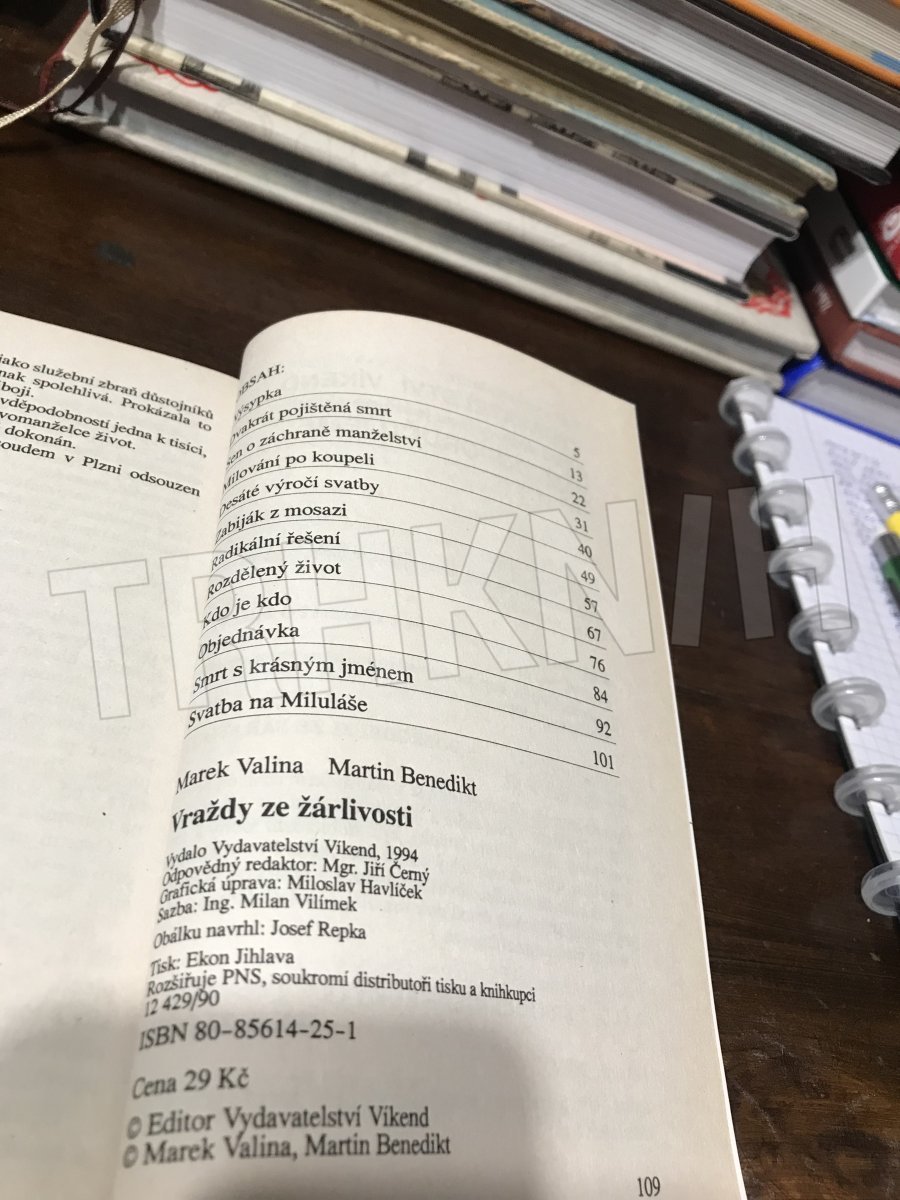 jako služební zbraň důstojníků
nak spolehlivá. Prokázala to
boji.
vděpodobností jedna k tisíci,
vomanželce život.
dokonán.
soudem v Plzni odsouzen
OBSAH:
Výsypka 5
Dvakrát pojištěná smrt 13
Sen o záchraně manželství 22
Milování po koupeli 31
Desáté výročí svatby 40
Zabiják z mosazi 49
Radikální řešení 57
Rozdělený život 67
Kdo je kdo 76
Objednávka 84
Smrt s krásným jménem 92
Svatba na Miluláše 101
Marek Valina Martin Benedikt
Vraždy ze žárlivosti
Vydalo Vydavatelství Víkend, 1994
Odpovědný redaktor: Mgr. Jiří Černý
Grafická úprava: Miloslav Havlíček
Sazba: Ing. Milan Vilímek
Obálku navrhl: Josef Repka
Tisk: Ekon Jihlava
Rozšiřuje PNS, soukromí distributoři tisku a knihkupci
12 429/90
ISBN 80-85614-25-1
Cena 29 Kč
© Editor Vydavatelství Víkend
© Marek Valina, Martin Benedikt
109
TRHKNIH